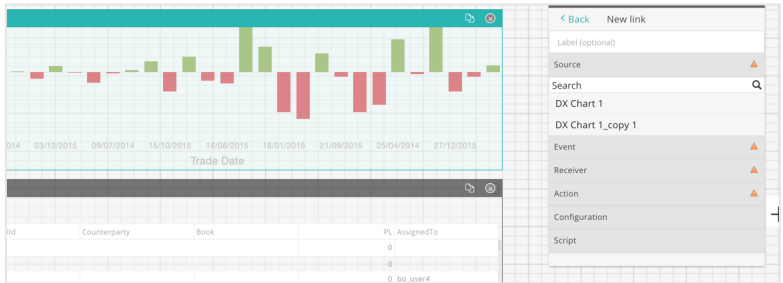 < Back New link
Label (optional)
Source
Search
DX Chart 1
DX Chart 1_copy 1
Event
Receiver
Action
Configuration
Script
014 03/12/2015 09/07/2014 15/10/2015 16/08/2015 18/01/2016 21/09/2015 25/04/2014 27/12/2015
Trade Date
lId Counterparty Book PL AssignedTo
0
0
0 bo_user4